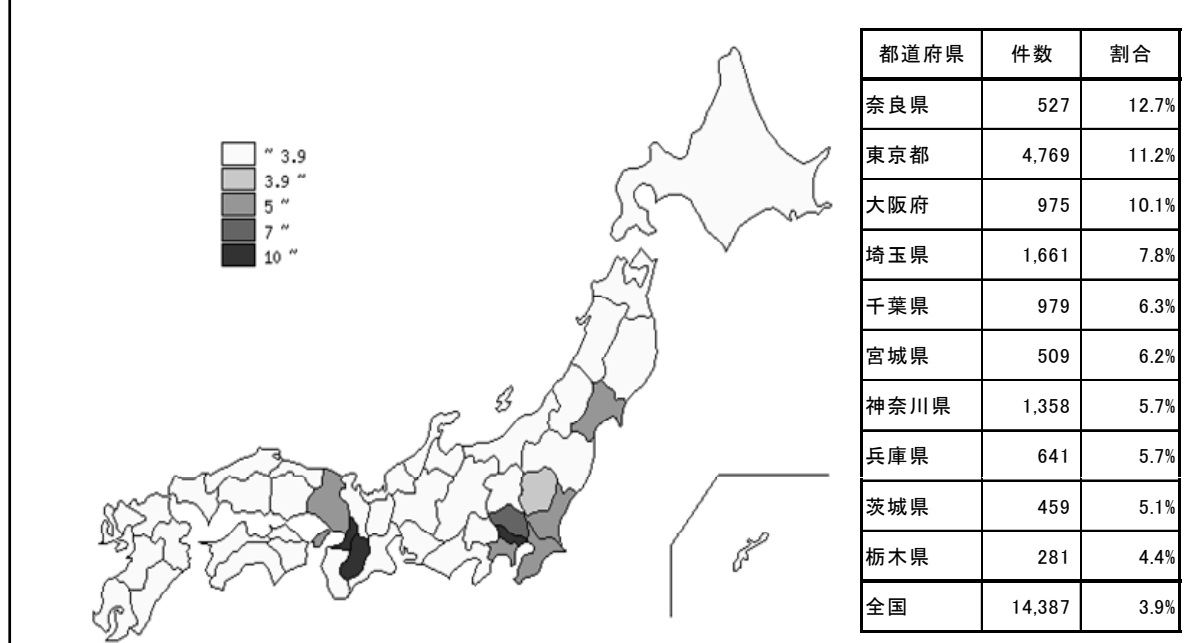 ~ 3.9
3.9 ~
5 ~
7 ~
10 ~
都道府県 件数 割合
奈良県 527 12.7%
東京都 4,769 11.2%
大阪府 975 10.1%
埼玉県 1,661 7.8%
千葉県 979 6.3%
宮城県 509 6.2%
神奈川県 1,358 5.7%
兵庫県 641 5.7%
茨城県 459 5.1%
栃木県 281 4.4%
全国 14,387 3.9%